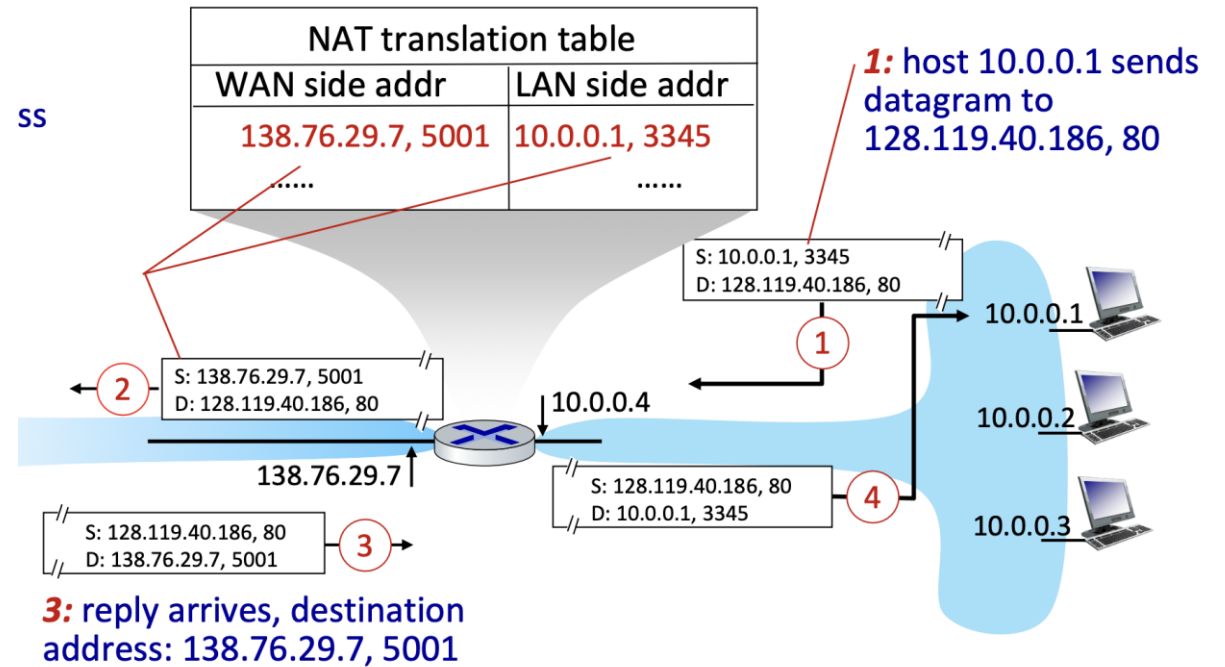 NAT translation table
WAN side addr LAN side addr
138.76.29.7, 5001 10.0.0.1, 3345
...... ......
1: host 10.0.0.1 sends
datagram to
128.119.40.186, 80
ss
S: 10.0.0.1, 3345
D: 128.119.40.186, 80
1
10.0.0.1
S: 138.76.29.7, 5001
D: 128.119.40.186, 80
2
10.0.0.4
10.0.0.2
138.76.29.7
S: 128.119.40.186, 80
D: 10.0.0.1, 3345
4
10.0.0.3
S: 128.119.40.186, 80
D: 138.76.29.7, 5001
3
3: reply arrives, destination
address: 138.76.29.7, 5001